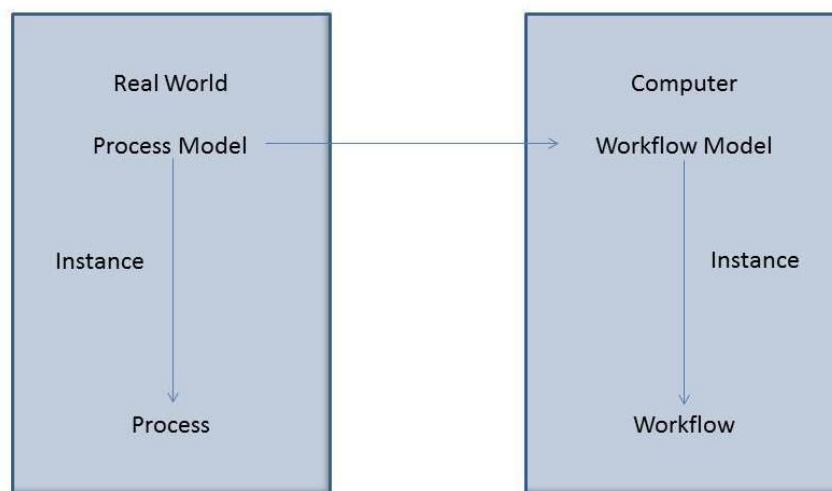 Real World
Process Model
Instance
Process
Computer
Workflow Model
Instance
Workflow